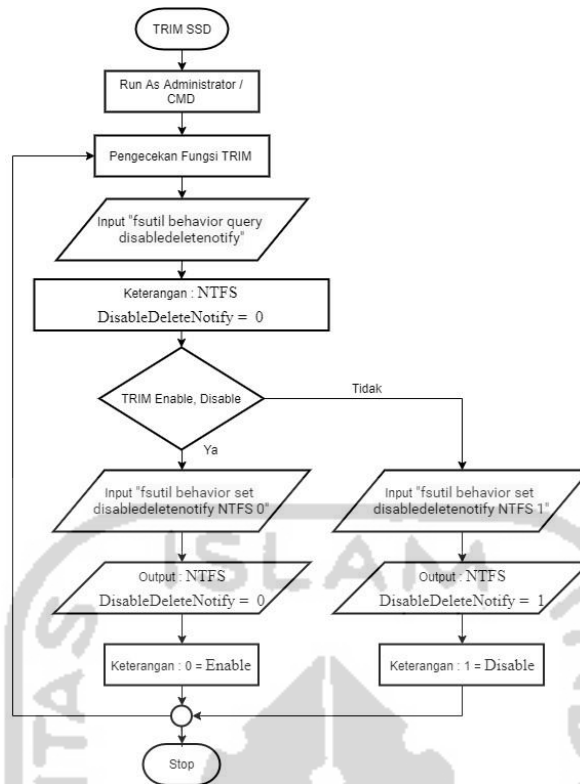 TRIM SSD
Run As Administrator /
CMD
Pengecekan Fungsi TRIM
Input "fsutil behavior query
disabledeletenotify"
Keterangan : NTFS
DisableDeleteNotify = 0
TRIM Enable, Disable
Tidak
Ya
Input "fsutil behavior set
disabledeletenotify NTFS 0"
Input "fsutil behavior set
disabledeletenotify NTFS 1"
ISLAM
Output : NTFS
DisableDeleteNotify = 0
Output : NTFS
DisableDeleteNotify = 1
Keterangan : 0 = Enable
Keterangan : 1 = Disable
ITAS
Stop